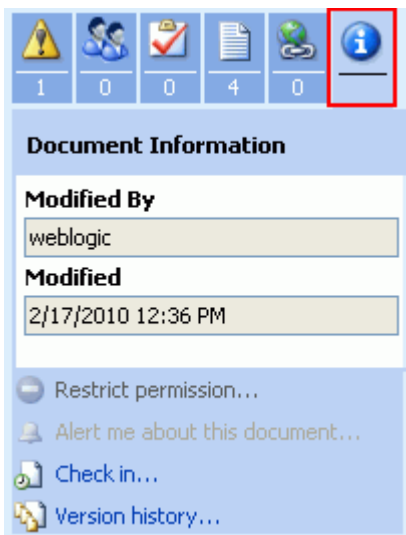 1 0 0 4 0
Document Information
Modified By
weblogic
Modified
2/17/2010 12:36 PM
Restrict permission...
Alert me about this document...
Check in...
Version history...